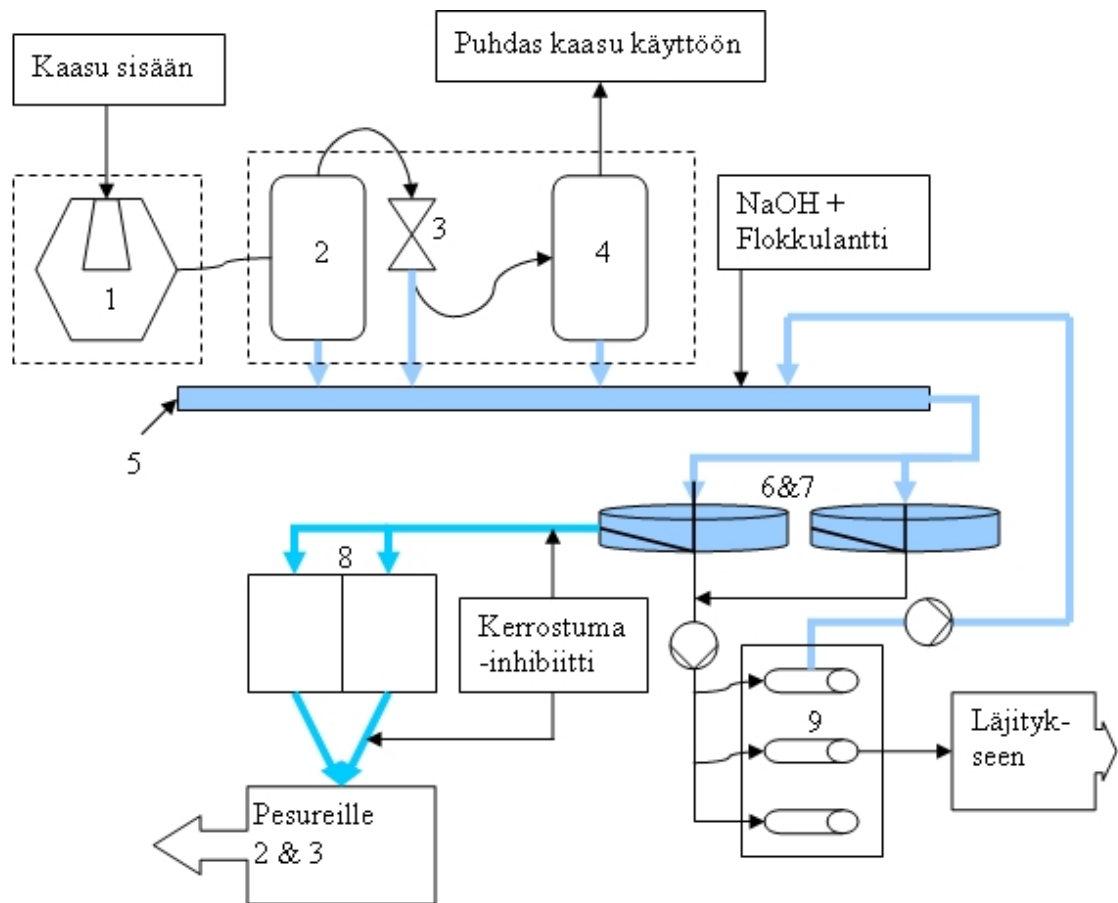 Puhdas kaasu käyttöön
Kaasu sisään
NaOH +
Flokkulantti
1
2
3
4
5
6&7
8
Kerrostuma
-inhibiitti
9
Läjityk-
seen
Pesureille
2 & 3